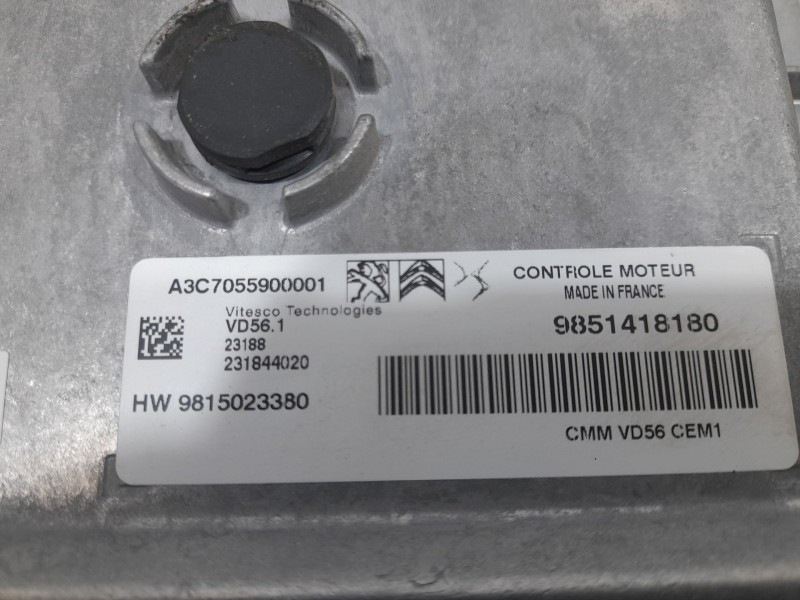 A3C7055900001
Vitesco Technologies
VD56.1
23188
231844020
HW 9815023380
CONTROLE MOTEUR
MADE IN FRANCE
9851418180
CMM VD56 CEM1